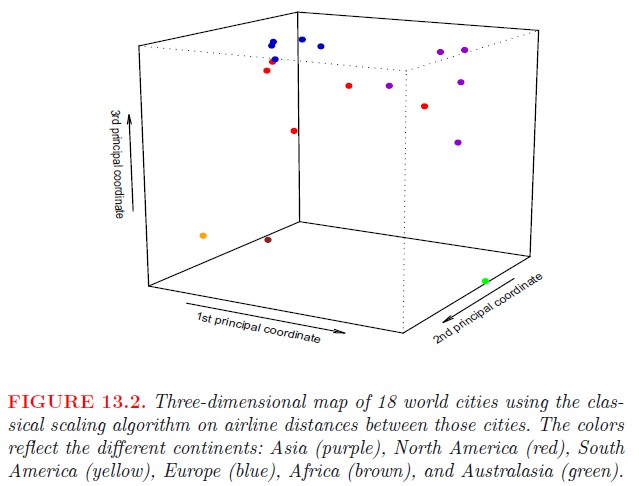 3rd principal coordinate
1st principal coordinate
2nd principal coordinate
FIGURE 13.2. Three-dimensional map of 18 world cities using the clas-
sical scaling algorithm on airline distances between those cities. The colors
reflect the different continents: Asia (purple), North America (red), South
America (yellow), Europe (blue), Africa (brown), and Australasia (green).